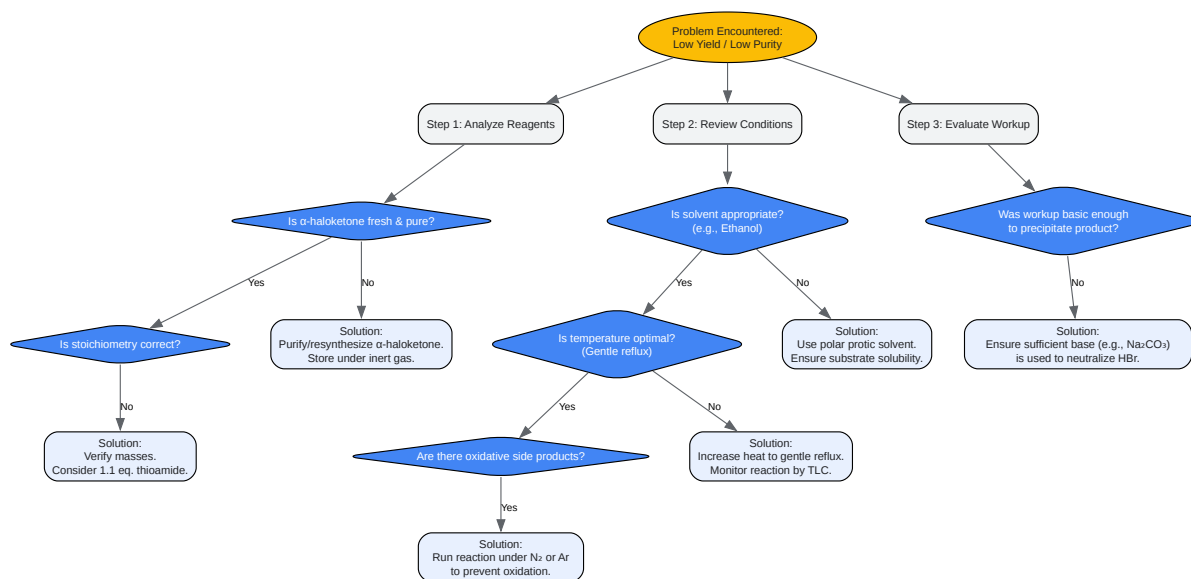 Problem Encountered:
Low Yield / Low Purity
Step 1: Analyze Reagents
Step 2: Review Conditions
Step 3: Evaluate Workup
Is α-haloketone fresh & pure?
Is solvent appropriate?
(e.g., Ethanol)
Was workup basic enough
to precipitate product?
Yes
No
Yes
No
No
Is stoichiometry correct?
Solution:
Purify/resynthesize α-haloketone.
Store under inert gas.
Is temperature optimal?
(Gentle reflux)
Solution:
Use polar protic solvent.
Ensure substrate solubility.
Solution:
Ensure sufficient base (e.g., Na₂CO₃)
is used to neutralize HBr.
No
Yes
No
Solution:
Verify masses.
Consider 1.1 eq. thioamide.
Are there oxidative side products?
Solution:
Increase heat to gentle reflux.
Monitor reaction by TLC.
Yes
Solution:
Run reaction under N₂ or Ar
to prevent oxidation.